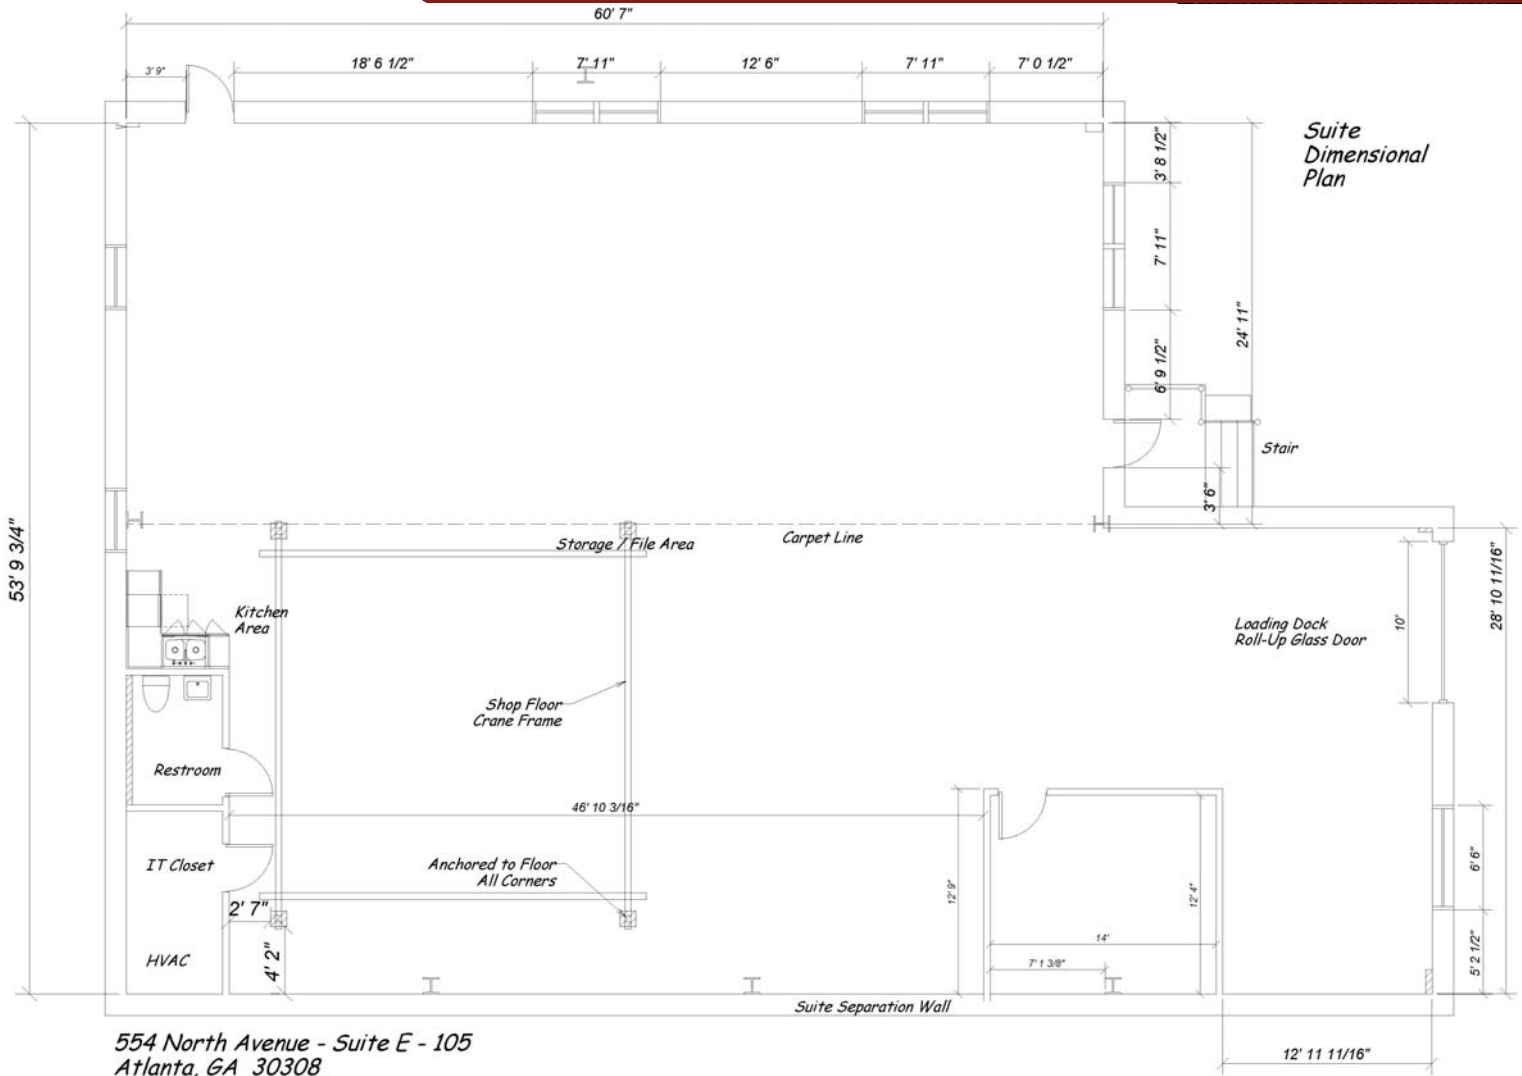 60' 7"
3' 9"
18' 6 1/2"
7' 11"
12' 6"
7' 11"
7' 0 1/2"
Suite
Dimensional
Plan
3' 8 1/2"
7' 11"
24' 11"
6' 9 1/2"
Stair
3' 6"
53' 9 3/4"
Storage / File Area
Carpet Line
28' 10 11/16"
Kitchen
Area
Loading Dock
Roll-Up Glass Door
10'
Shop Floor
Crane Frame
Restroom
46' 10 3/16"
IT Closet
Anchored to Floor
All Corners
12' 9"
12' 4"
6' 6"
2' 7"
4' 2"
14'
HVAC
7' 1 3/8"
5' 2 1/2"
Suite Separation Wall
554 North Avenue - Suite E - 105
Atlanta, GA 30308
12' 11 11/16"